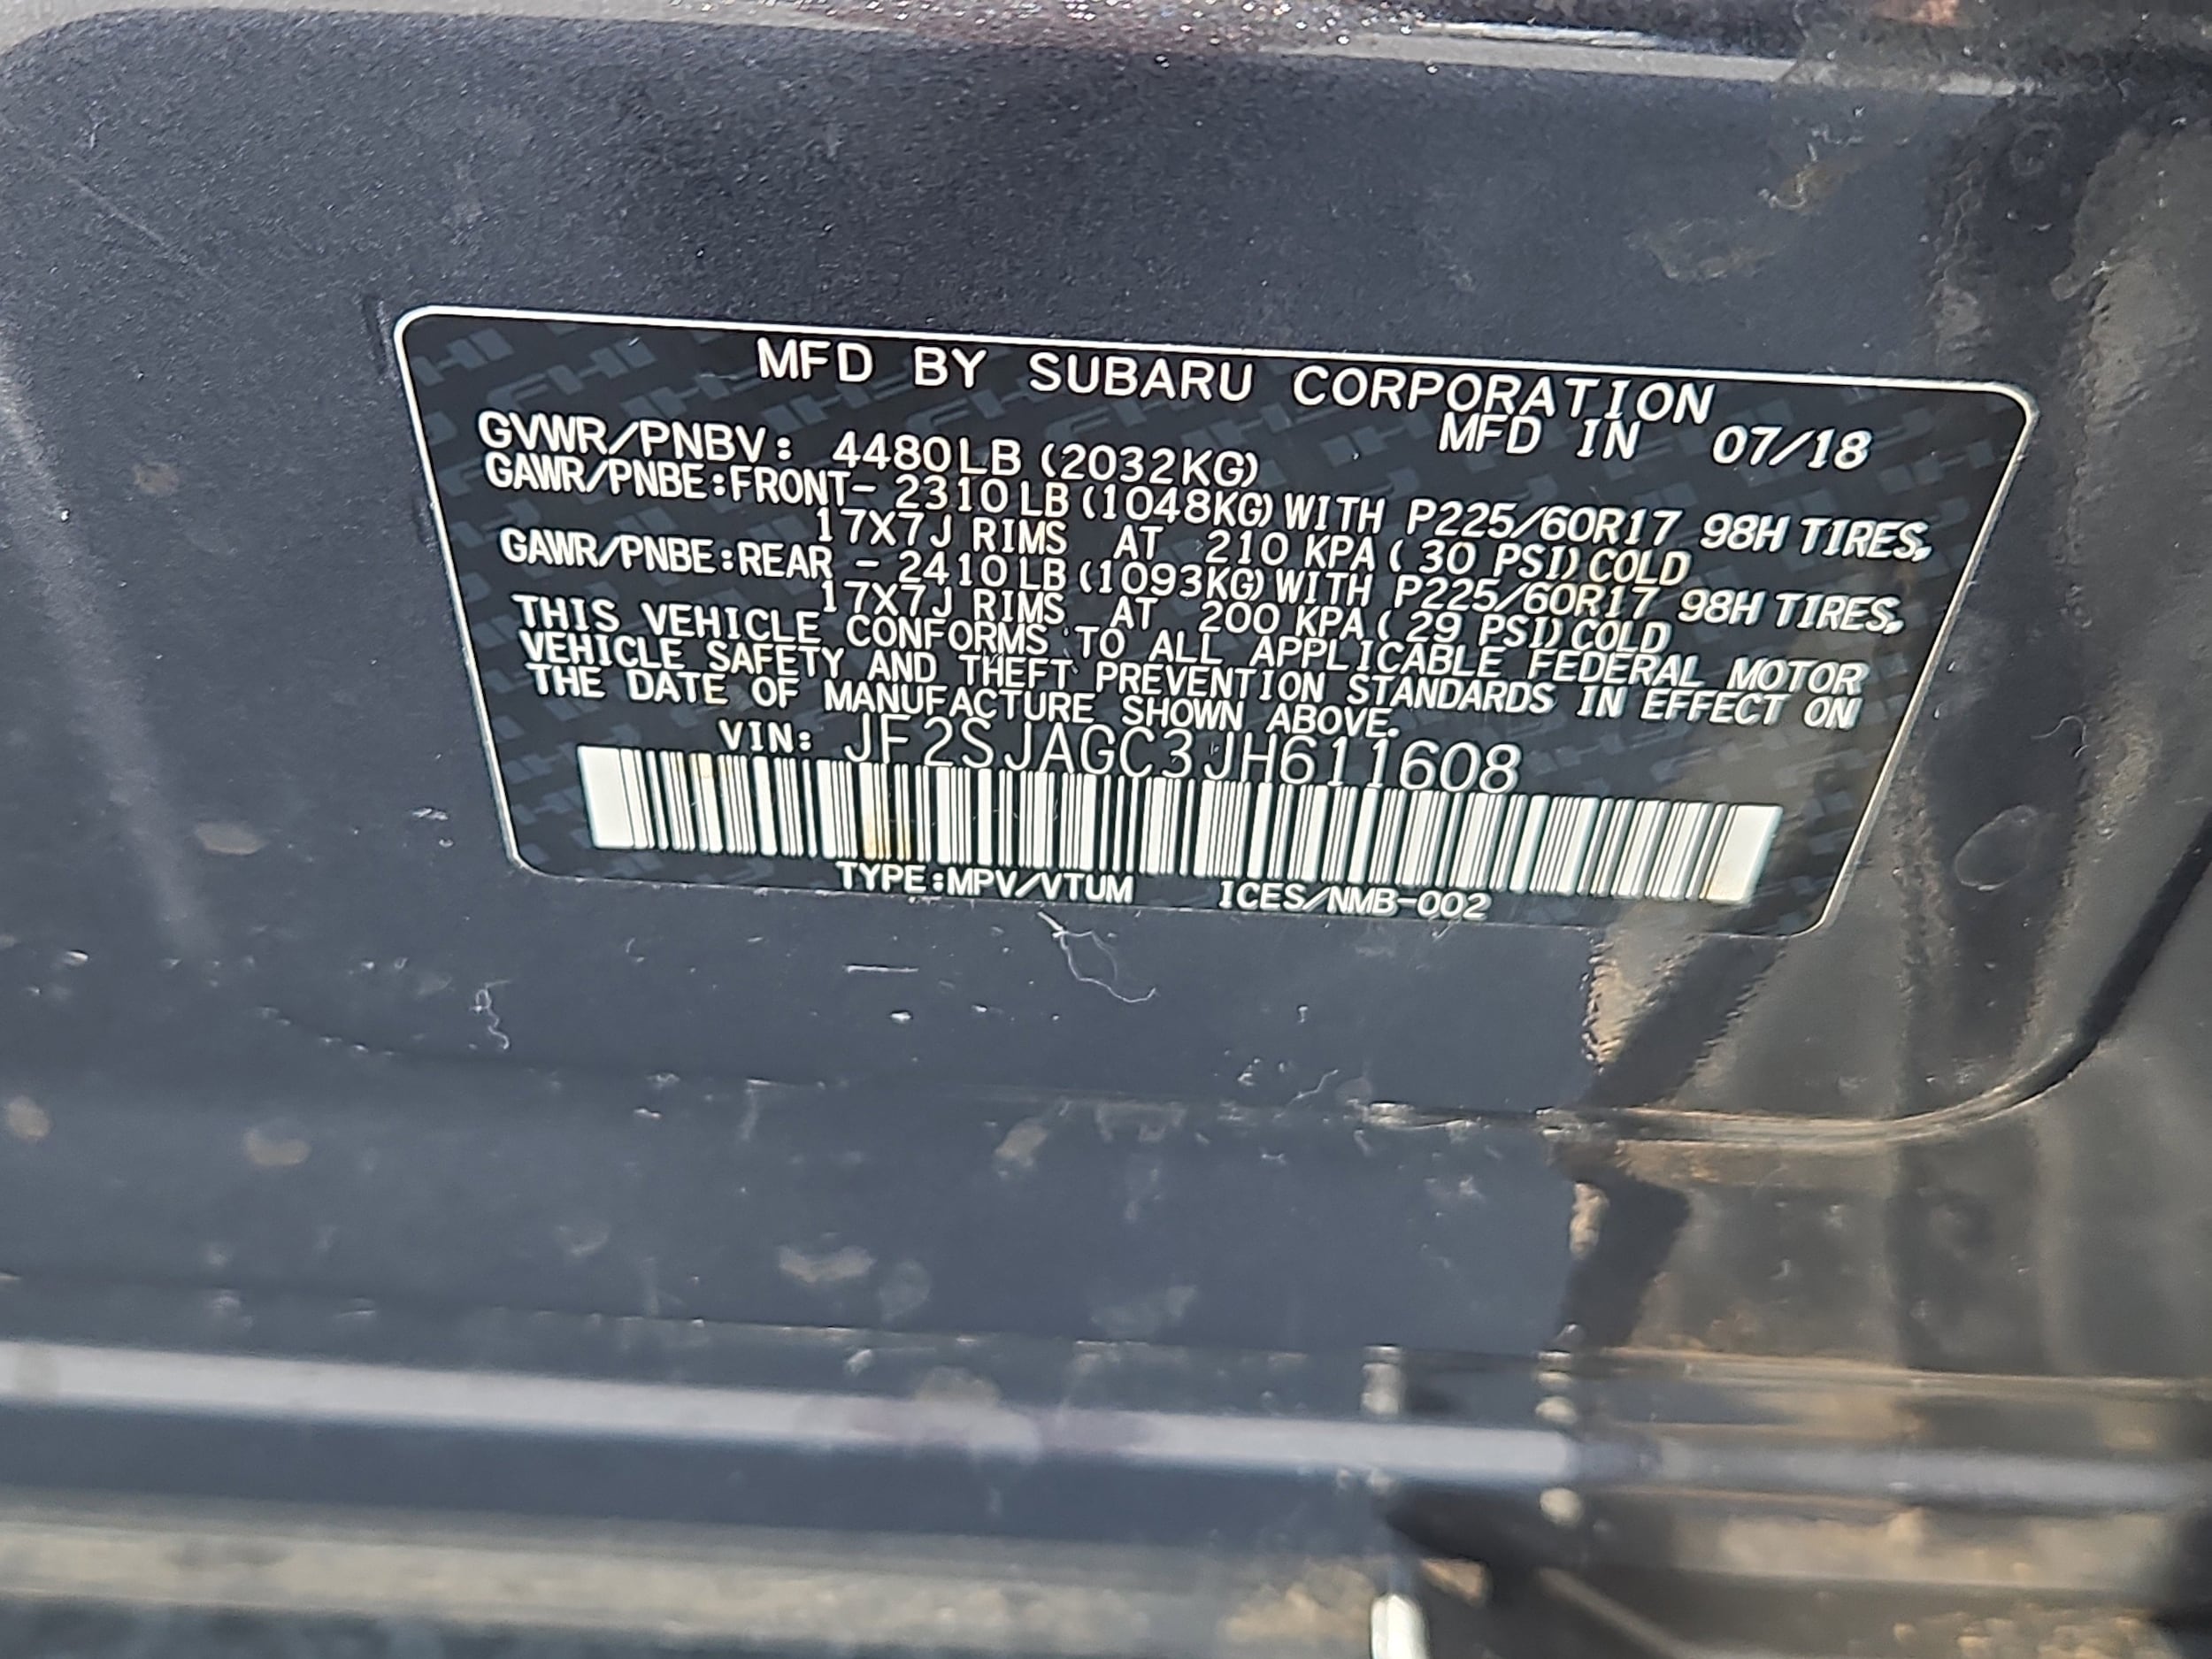 MFD BY SUBARU CORPORATION
MFD IN 07/18
GVWR/PNBV: 4480LB (2032KG)
GAWR/PNBE:FRONT- 2310LB (1048KG) WITH P225/60R17 98H TIRES,
17X7J RIMS AT 210 KPA ( 30 PSI) COLD
GAWR/PNBE:REAR - 2410LB (1093KG) WITH P225/60R17 98H TIRES,
17X7J RIMS AT 200 KPA ( 29 PSI) COLD
THIS VEHICLE CONFORMS TO ALL APPLICABLE FEDERAL MOTOR
VEHICLE SAFETY AND THEFT PREVENTION STANDARDS IN EFFECT ON
THE DATE OF MANUFACTURE SHOWN ABOVE.
VIN: JF2SJAGC3JH611608
TYPE:MPV/VTUM ICES/NMB-002